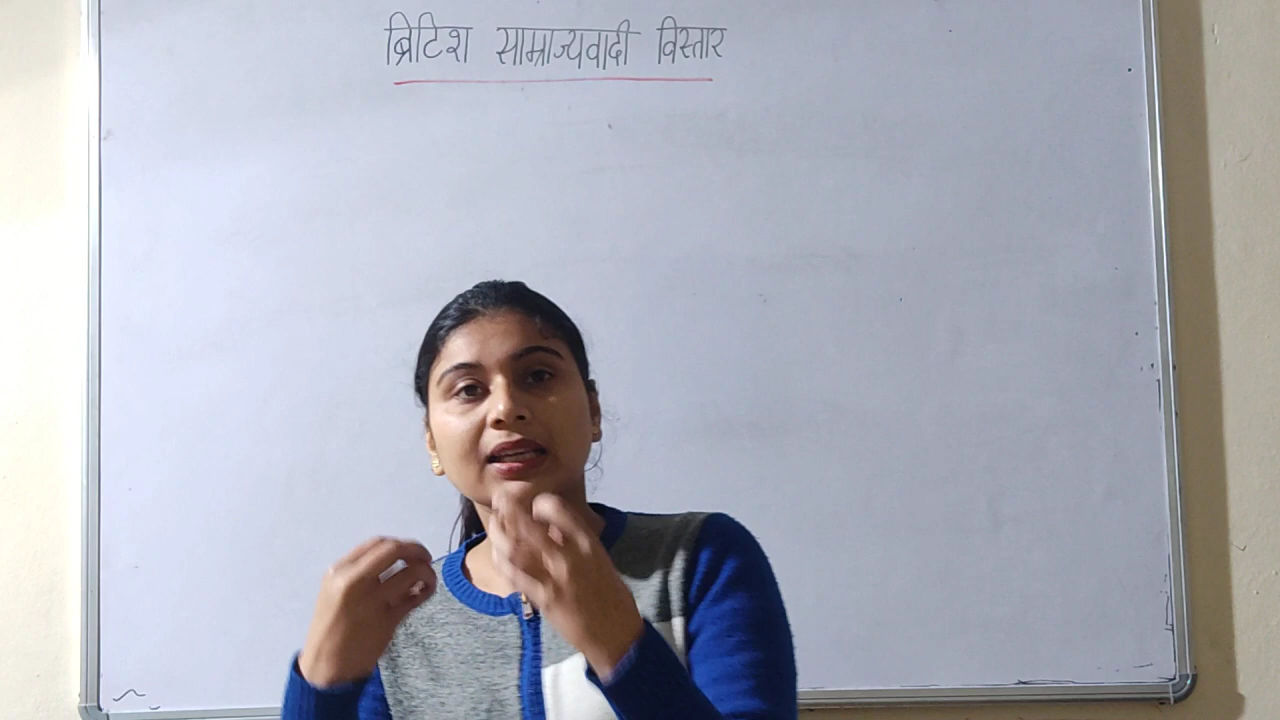 ब्रिटिश साम्राज्यवादी विस्तार